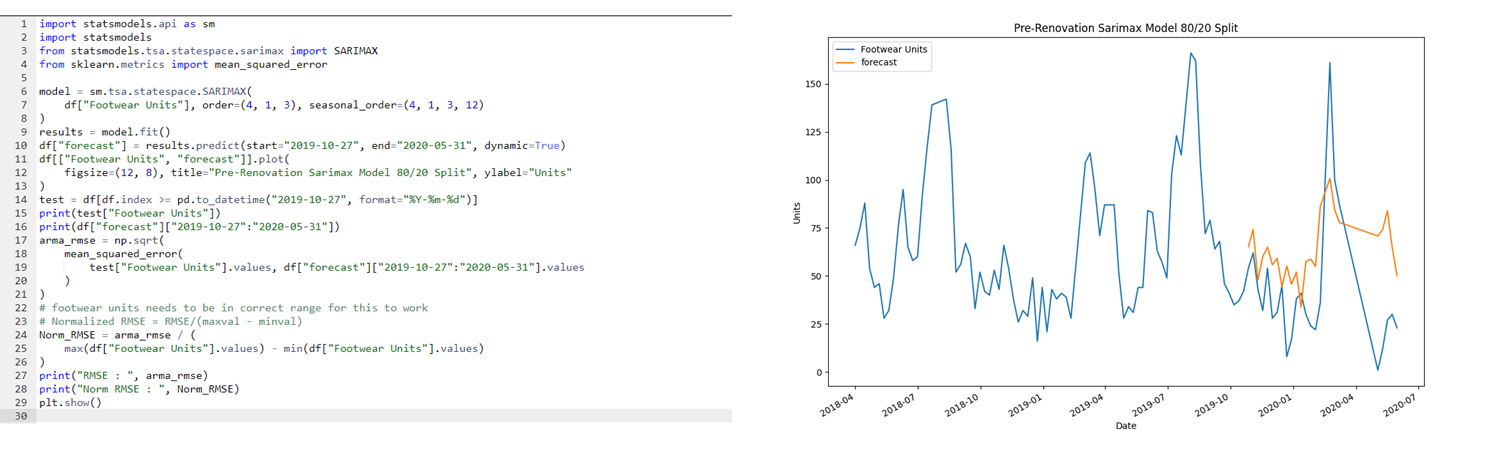 1 import statsmodels.api as sm
2 import statsmodels
3 from statsmodels.tsa.statespace.sarimax import SARIMAX
4 from sklearn.metrics import mean_squared_error
5
6 model = sm.tsa.statespace.SARIMAX(
7     df["Footwear Units"], order=(4, 1, 3), seasonal_order=(4, 1, 3, 12)
8 )
9 results = model.fit()
10 df["forecast"] = results.predict(start="2019-10-27", end="2020-05-31", dynamic=True)
11 df[["Footwear Units", "forecast"]].plot(
12     figsize=(12, 8), title="Pre-Renovation Sarimax Model 80/20 Split", ylabel="Units"
13 )
14 test = df[df.index >= pd.to_datetime("2019-10-27", format="%Y-%m-%d")]
15 print(test["Footwear Units"])
16 print(df["forecast"]["2019-10-27":"2020-05-31"])
17 arma_rmse = np.sqrt(
18     mean_squared_error(
19         test["Footwear Units"].values, df["forecast"]["2019-10-27":"2020-05-31"].values
20     )
21 )
22 # footwear units needs to be in correct range for this to work
23 # Normalized RMSE = RMSE/(maxval - minval)
24 Norm_RMSE = arma_rmse / (
25     max(df["Footwear Units"].values) - min(df["Footwear Units"].values)
26 )
27 print("RMSE : ", arma_rmse)
28 print("Norm RMSE : ", Norm_RMSE)
29 plt.show()
30
Pre-Renovation Sarimax Model 80/20 Split
Footwear Units
forecast
150
125
100
75
50
25
0
Units
2018-04
2018-07
2018-10
2019-01
2019-04
2019-07
2019-10
2020-01
2020-04
2020-07
Date